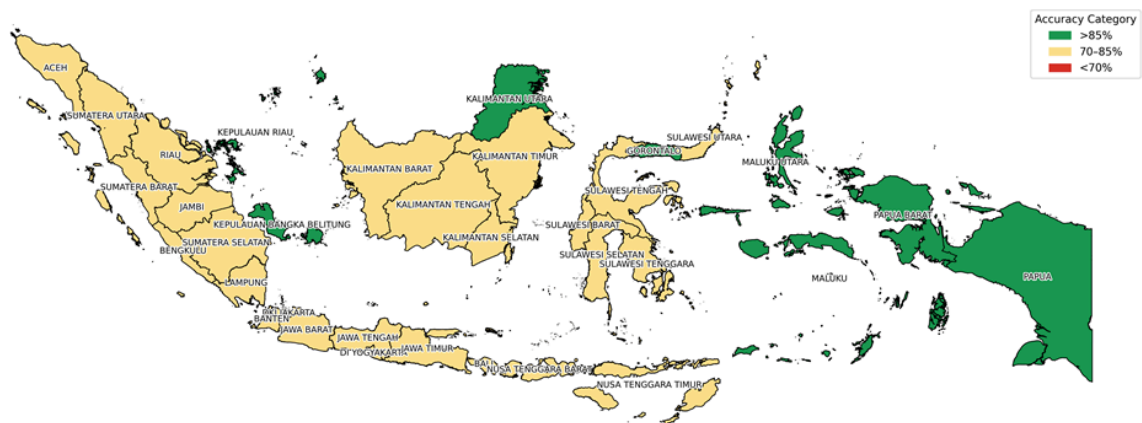 Accuracy Category
>85%
70–85%
<70%
ACEH
SUMATERA UTARA
KEPULAUAN RIAU
RIAU
SUMATERA BARAT
JAMBI
KEPULAUAN BANGKA BELITUNG
SUMATERA SELATAN
BENGKULU
LAMPUNG
DKI JAKARTA
BANTEN
JAWA BARAT
JAWA TENGAH
DI YOGYAKARTA
JAWA TIMUR
BALI
NUSA TENGGARA BARAT
NUSA TENGGARA TIMUR
KALIMANTAN UTARA
KALIMANTAN BARAT
KALIMANTAN TIMUR
KALIMANTAN TENGAH
KALIMANTAN SELATAN
SULAWESI UTARA
GORONTALO
SULAWESI TENGAH
SULAWESI BARAT
SULAWESI SELATAN
SULAWESI TENGGARA
MALUKU UTARA
MALUKU
PAPUA BARAT
PAPUA